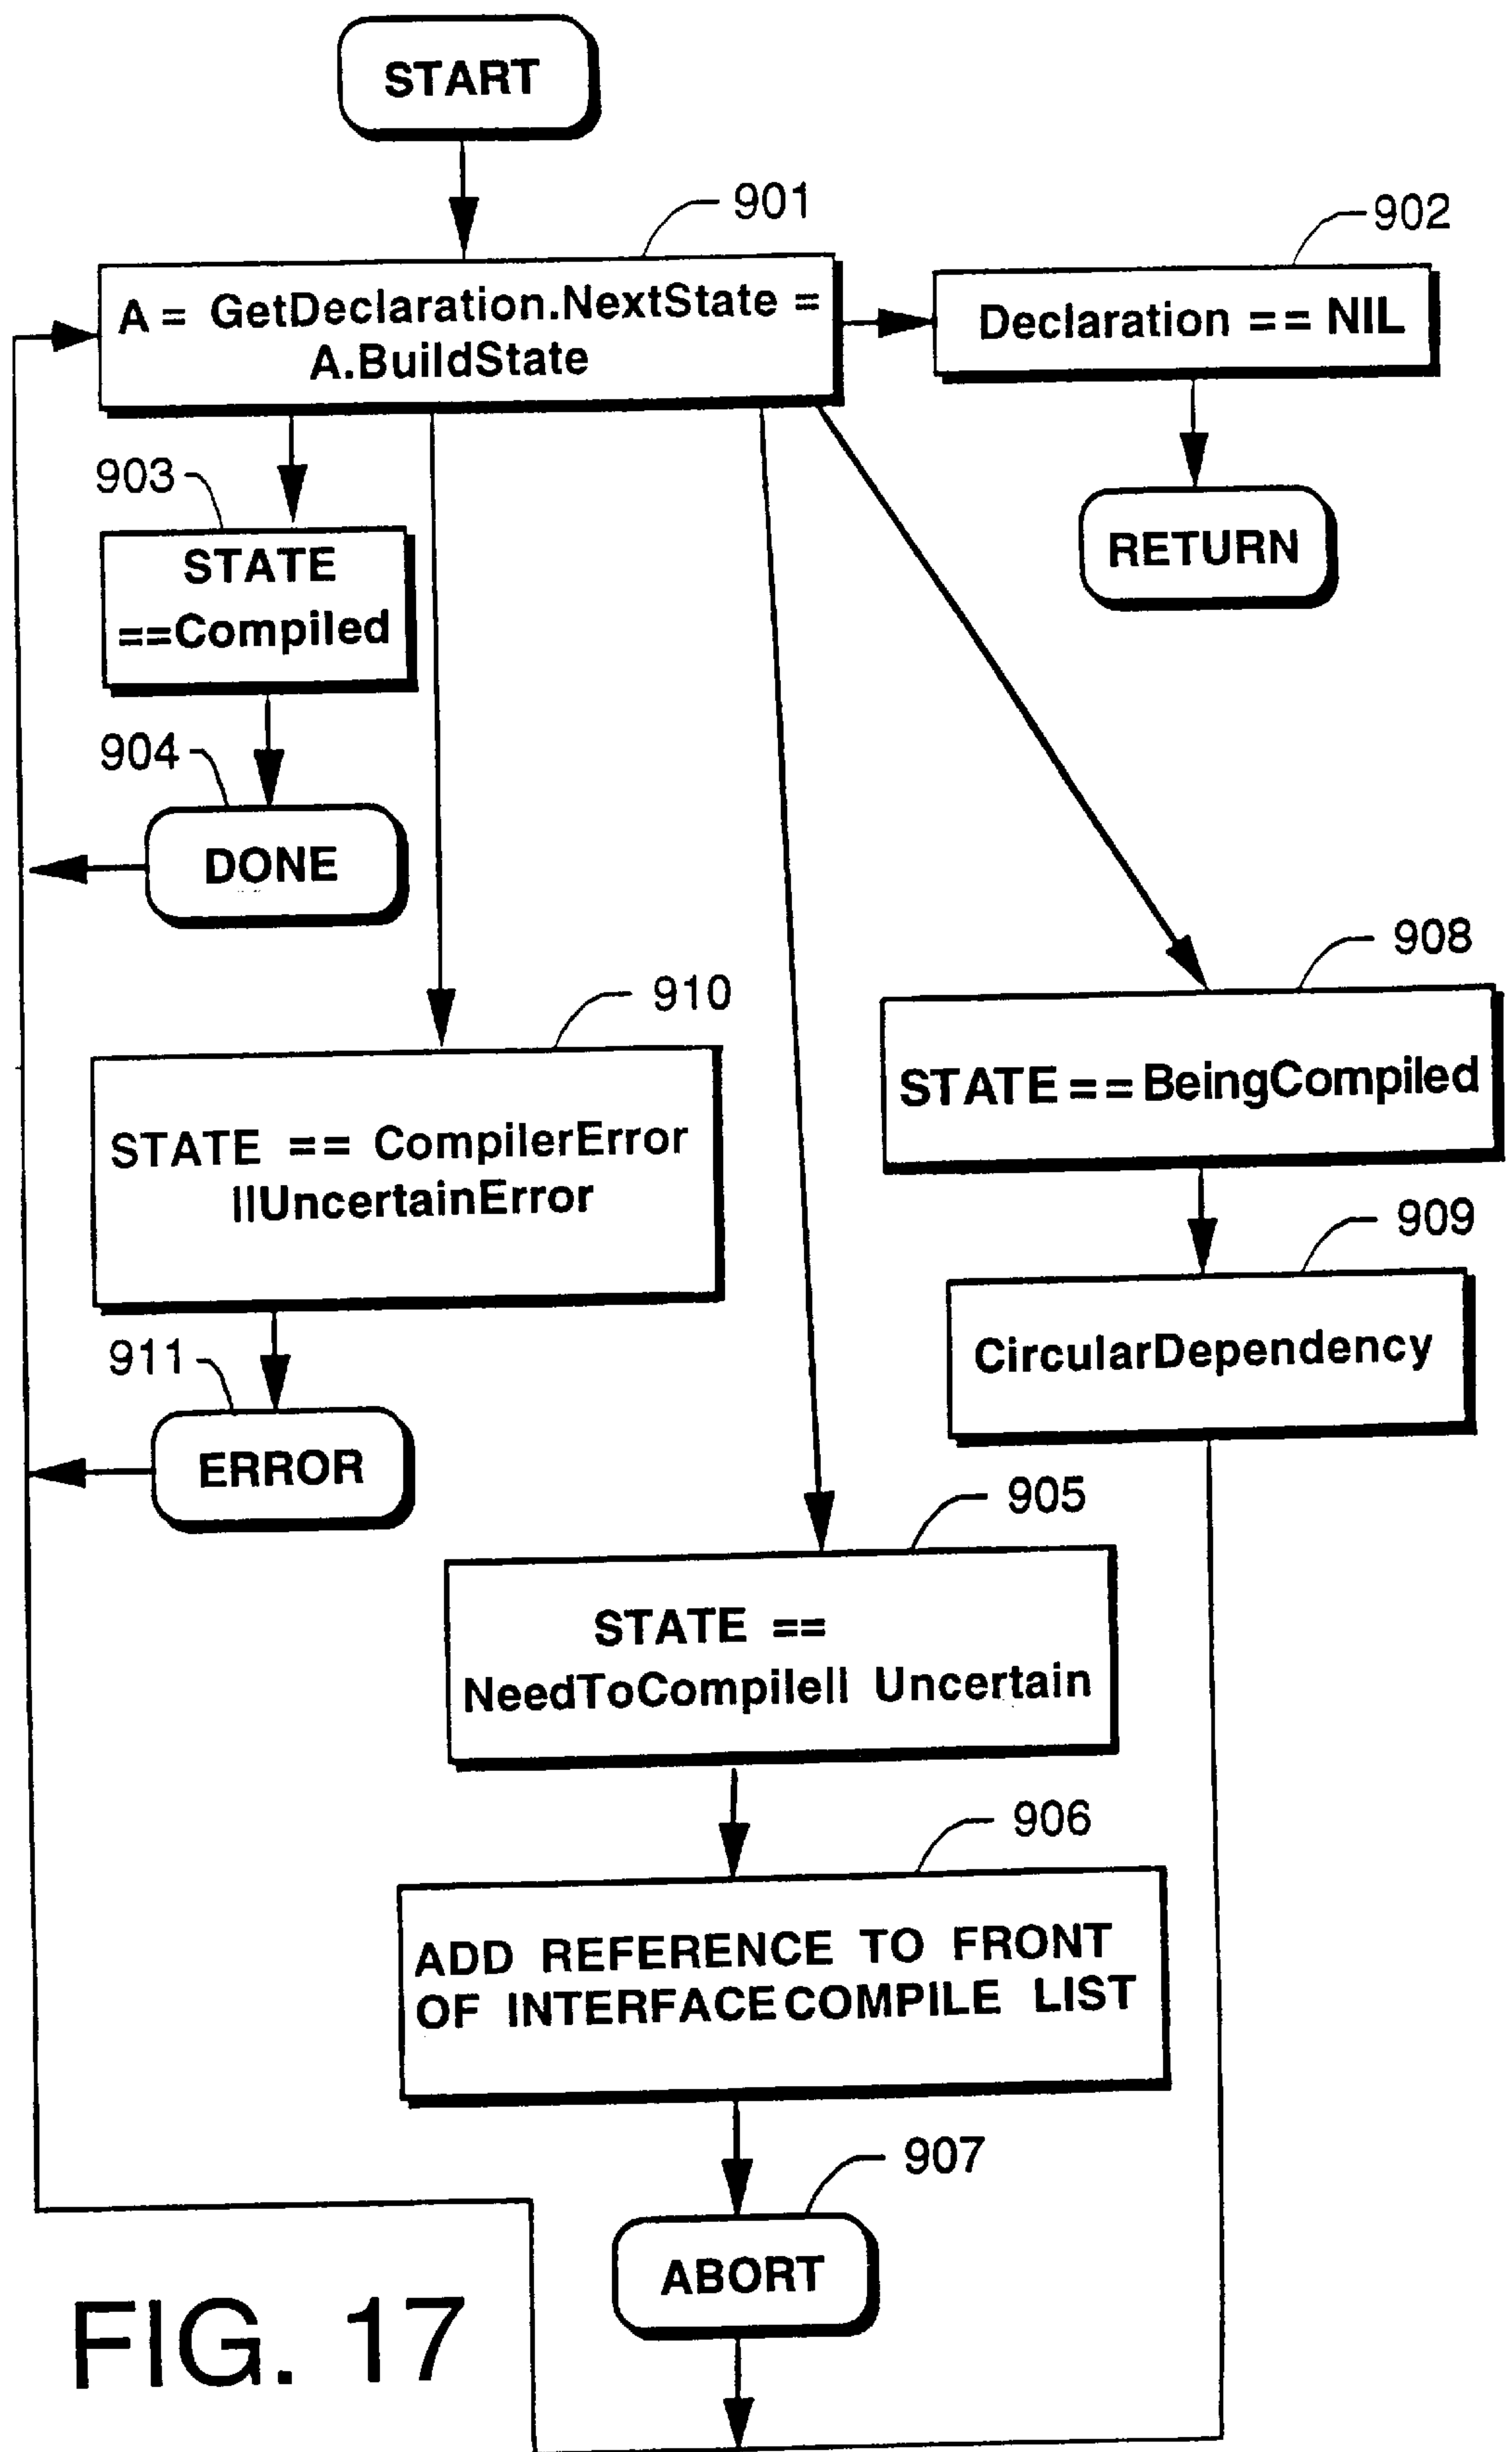 START
901
902
A = GetDeclaration.NextState =
A.BuildState
Declaration == NIL
903
RETURN
STATE
==Compiled
904
DONE
908
910
STATE == BeingCompiled
STATE == CompilerError
||UncertainError
909
911
CircularDependency
ERROR
905
STATE ==
NeedToCompile|| Uncertain
906
ADD REFERENCE TO FRONT
OF INTERFACECOMPILE LIST
907
ABORT
FIG. 17